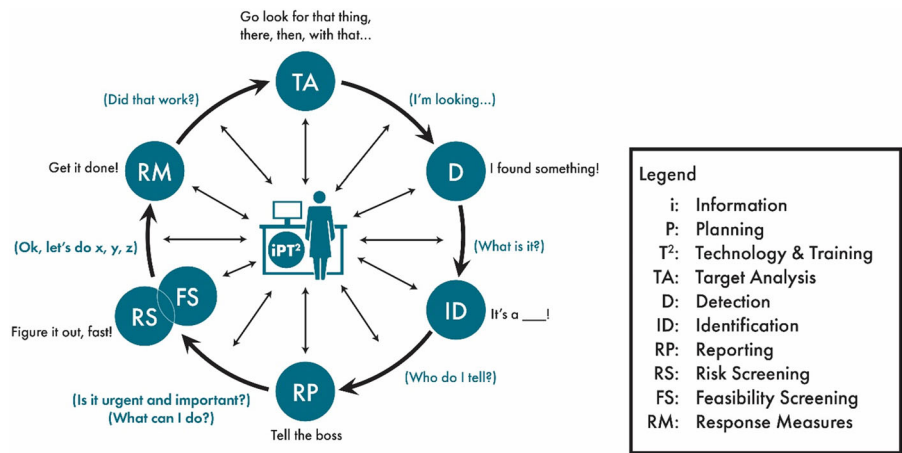 Go look for that thing,
there, then, with that...
TA
(Did that work?)
(I'm looking...)
Get it done!
RM
D
I found something!
(Ok, let's do x, y, z)
iPT²
(What is it?)
FS
RS
Figure it out, fast!
ID
It's a ___!
(Who do I tell?)
RP
(Is it urgent and important?)
(What can I do?)
Tell the boss
Legend
i: Information
P: Planning
T²: Technology & Training
TA: Target Analysis
D: Detection
ID: Identification
RP: Reporting
RS: Risk Screening
FS: Feasibility Screening
RM: Response Measures